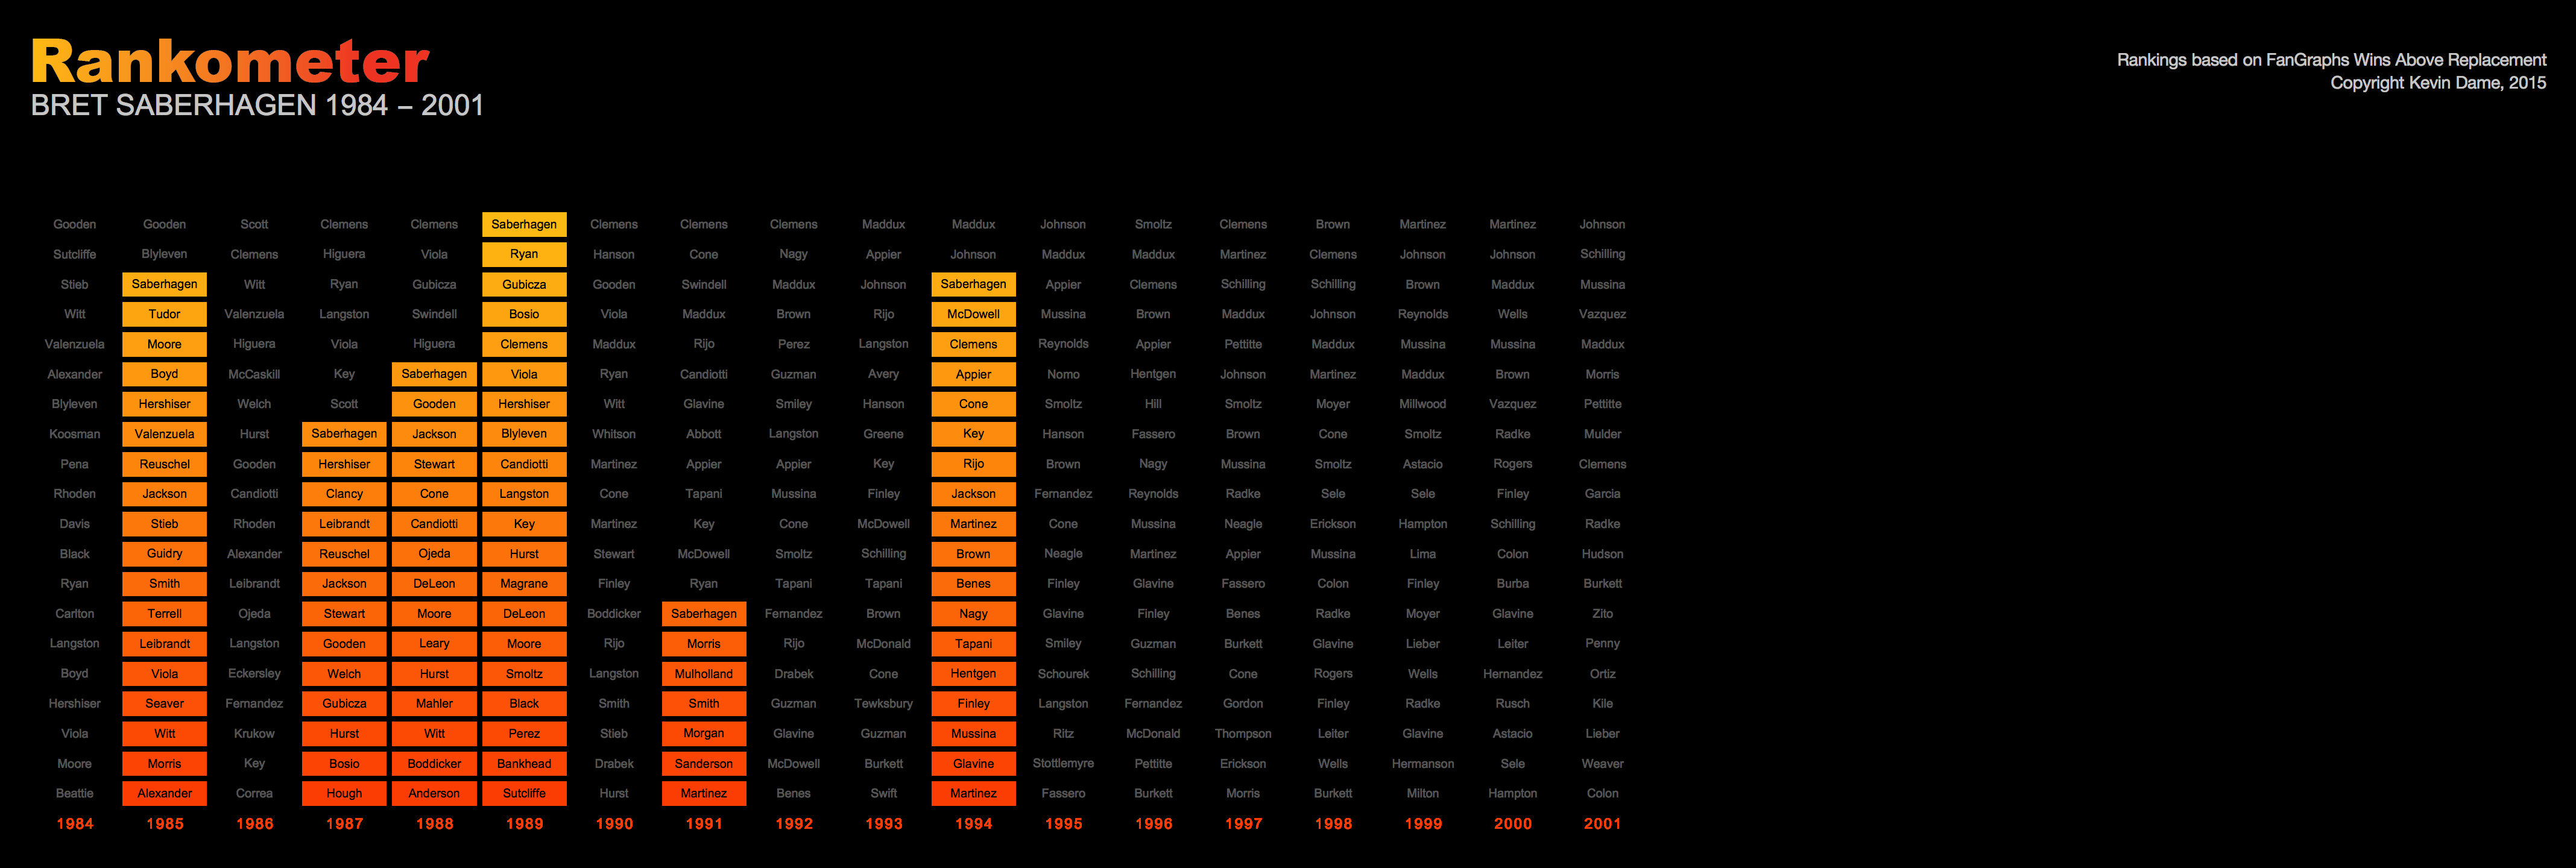 Rankometer
BRET SABERHAGEN 1984 – 2001
Rankings based on FanGraphs Wins Above Replacement
Copyright Kevin Dame, 2015
Gooden Gooden Scott Clemens Clemens Saberhagen Clemens Clemens Clemens Maddux Maddux Johnson Smoltz Clemens Brown Martinez Martinez Johnson
Sutcliffe Blyleven Clemens Higuera Viola Ryan Hanson Cone Nagy Appier Johnson Maddux Maddux Martinez Clemens Johnson Johnson Schilling
Stieb Saberhagen Witt Ryan Gubicza Gubicza Gooden Swindell Maddux Johnson Saberhagen Appier Clemens Schilling Schilling Brown Maddux Mussina
Witt Tudor Valenzuela Langston Swindell Bosio Viola Maddux Brown Rijo McDowell Mussina Brown Maddux Johnson Reynolds Wells Vazquez
Valenzuela Moore Higuera Viola Higuera Clemens Maddux Rijo Perez Langston Clemens Reynolds Appier Pettitte Maddux Mussina Mussina Maddux
Alexander Boyd McCaskill Key Saberhagen Viola Ryan Candiotti Guzman Avery Appier Nomo Hentgen Johnson Martinez Maddux Brown Morris
Blyleven Hershiser Welch Scott Gooden Hershiser Witt Glavine Smiley Hanson Cone Smoltz Hill Smoltz Moyer Millwood Vazquez Pettitte
Koosman Valenzuela Hurst Saberhagen Jackson Blyleven Whitson Abbott Langston Greene Key Hanson Fassero Brown Cone Smoltz Radke Mulder
Pena Reuschel Gooden Hershiser Stewart Candiotti Martinez Appier Appier Key Rijo Brown Nagy Mussina Smoltz Astacio Rogers Clemens
Rhoden Jackson Candiotti Clancy Cone Langston Cone Tapani Mussina Finley Jackson Fernandez Reynolds Radke Sele Sele Finley Garcia
Davis Stieb Rhoden Leibrandt Candiotti Key Martinez Key Cone McDowell Martinez Cone Mussina Neagle Erickson Hampton Schilling Radke
Black Guidry Alexander Reuschel Ojeda Hurst Stewart McDowell Smoltz Schilling Brown Neagle Martinez Appier Mussina Lima Colon Hudson
Ryan Smith Leibrandt Jackson DeLeon Magrane Finley Ryan Tapani Tapani Benes Finley Glavine Fassero Colon Finley Burba Burkett
Carlton Terrell Ojeda Stewart Moore DeLeon Boddicker Saberhagen Fernandez Brown Nagy Glavine Finley Benes Radke Moyer Glavine Zito
Langston Leibrandt Langston Gooden Leary Moore Rijo Morris Rijo McDonald Tapani Smiley Guzman Burkett Glavine Lieber Leiter Penny
Boyd Viola Eckersley Welch Hurst Smoltz Langston Mulholland Drabek Cone Hentgen Schourek Schilling Cone Rogers Wells Hernandez Ortiz
Hershiser Seaver Fernandez Gubicza Mahler Black Smith Smith Guzman Tewksbury Finley Langston Fernandez Gordon Finley Radke Rusch Kile
Viola Witt Krukow Hurst Witt Perez Stieb Morgan Glavine Guzman Mussina Ritz McDonald Thompson Leiter Glavine Astacio Lieber
Moore Morris Key Bosio Boddicker Bankhead Drabek Sanderson McDowell Burkett Glavine Stottlemyre Pettitte Erickson Wells Hermanson Sele Weaver
Beattie Alexander Correa Hough Anderson Sutcliffe Hurst Martinez Benes Swift Martinez Fassero Burkett Morris Burkett Milton Hampton Colon
1984 1985 1986 1987 1988 1989 1990 1991 1992 1993 1994 1995 1996 1997 1998 1999 2000 2001